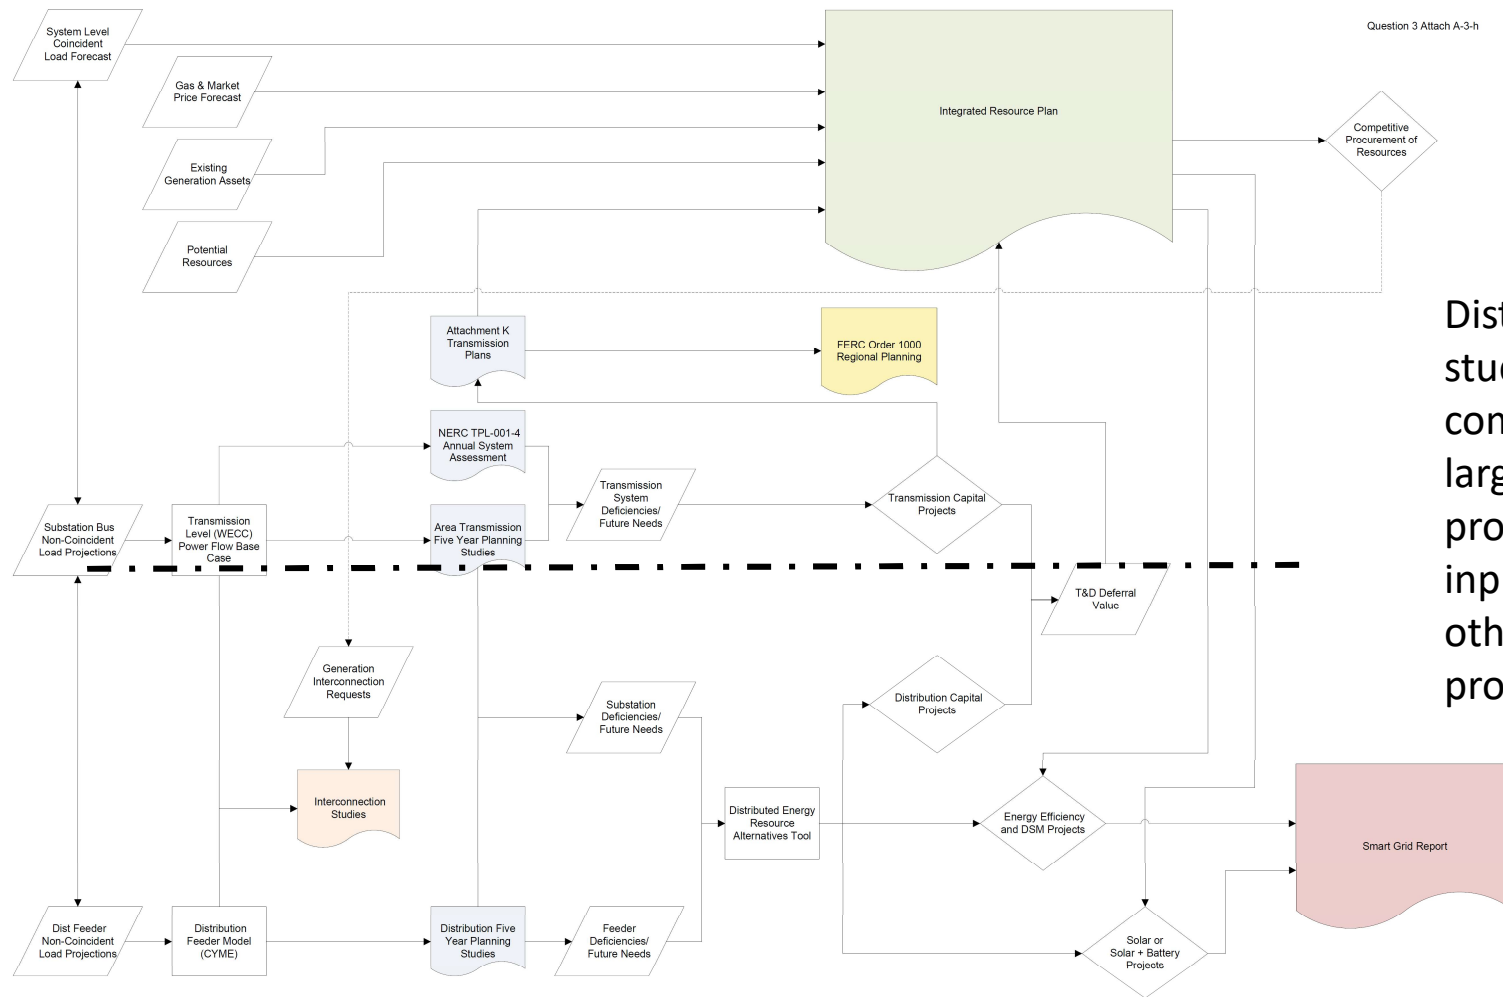 Question 3 Attach A-3-h
System Level
Coincident
Load Forecast
Gas & Market
Price Forecast
Integrated Resource Plan
Competitive
Procurement of
Resources
Existing
Generation Assets
Potential
Resources
Attachment K
Transmission
Plans
FERC Order 1000
Regional Planning
NERC TPL-001-4
Annual System
Assessment
Transmission
System
Deficiencies/
Future Needs
Transmission Capital
Projects
Substation Bus
Non-Coincident
Load Projections
Transmission
Level (WECC)
Power Flow Base
Case
Area Transmission
Five Year Planning
Studies
T&D Deferral
Value
Generation
Interconnection
Requests
Substation
Deficiencies/
Future Needs
Distribution Capital
Projects
Interconnection
Studies
Distributed Energy
Resource
Alternatives Tool
Energy Efficiency
and DSM Projects
Smart Grid Report
Dist Feeder
Non-Coincident
Load Projections
Distribution
Feeder Model
(CYME)
Distribution Five
Year Planning
Studies
Feeder
Deficiencies/
Future Needs
Solar or
Solar + Battery
Projects